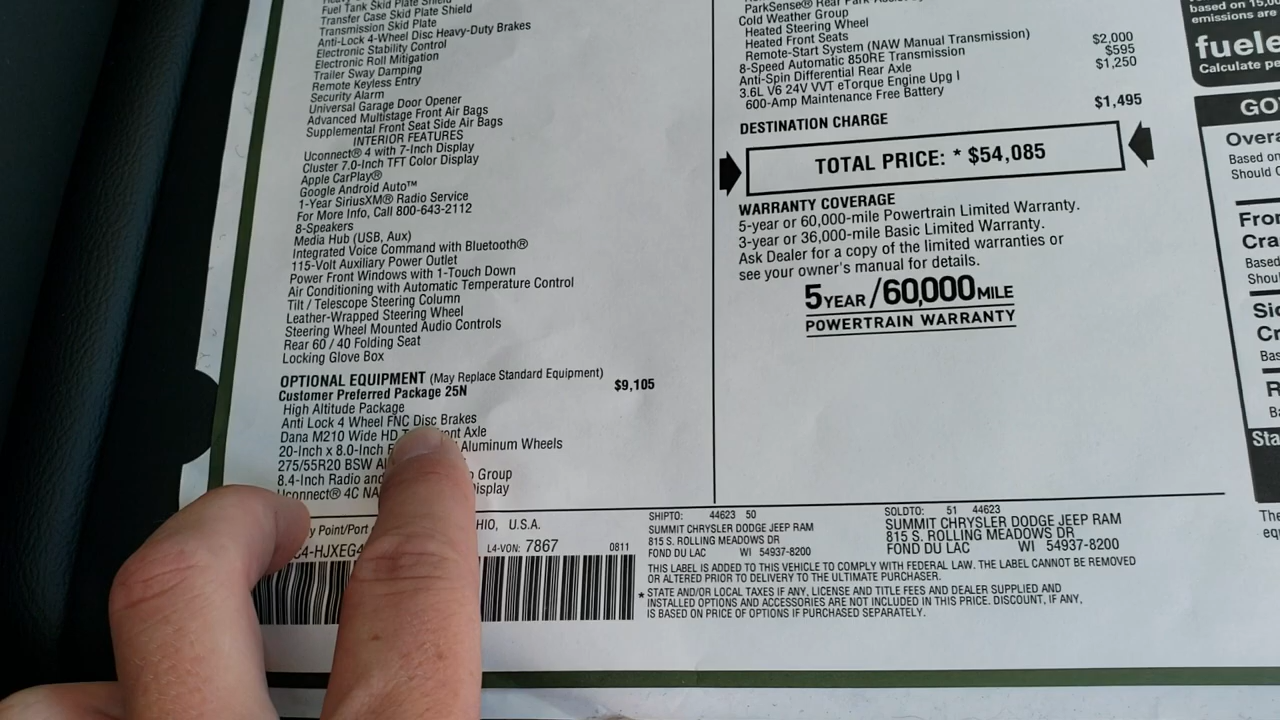 Fuel Tank Skid Plate Shield
Transfer Case Skid Plate Shield
Transmission Skid Plate
Anti-Lock 4-Wheel Disc Heavy-Duty Brakes
Electronic Stability Control
Electronic Roll Mitigation
Trailer Sway Damping
Remote Keyless Entry
Security Alarm
Universal Garage Door Opener
Advanced Multistage Front Air Bags
Supplemental Front Seat Side Air Bags
INTERIOR FEATURES
Uconnect® 4 with 7-Inch Display
Cluster 7.0-Inch TFT Color Display
Apple CarPlay®
Google Android Auto™
1-Year SiriusXM® Radio Service
For More Info, Call 800-643-2112
8-Speakers
Media Hub (USB, Aux)
Integrated Voice Command with Bluetooth®
115-Volt Auxiliary Power Outlet
Power Front Windows with 1-Touch Down
Air Conditioning with Automatic Temperature Control
Tilt / Telescope Steering Column
Leather-Wrapped Steering Wheel
Steering Wheel Mounted Audio Controls
Rear 60 / 40 Folding Seat
Locking Glove Box
OPTIONAL EQUIPMENT (May Replace Standard Equipment)
Customer Preferred Package 25N $9,105
High Altitude Package
Anti Lock 4 Wheel FNC Disc Brakes
Dana M210 Wide HD Axle
20-Inch x 8.0-Inch Aluminum Wheels
275/55R20 BSW
8.4-Inch Radio and Group
Uconnect® 4C Display
ParkSense® Rear Park
Cold Weather Group
Heated Steering Wheel
Heated Front Seats
Remote-Start System (NAW Manual Transmission)
8-Speed Automatic 850RE Transmission $2,000
Anti-Spin Differential Rear Axle $595
3.6L V6 24V VVT eTorque Engine Upg I $1,250
600-Amp Maintenance Free Battery
DESTINATION CHARGE $1,495
TOTAL PRICE: * $54,085
WARRANTY COVERAGE
5-year or 60,000-mile Powertrain Limited Warranty.
3-year or 36,000-mile Basic Limited Warranty.
Ask Dealer for a copy of the limited warranties or
see your owner's manual for details.
5 YEAR / 60,000 MILE
POWERTRAIN WARRANTY
Point/Port
U.S.A.
L4-VON: 7867 0811
SHIPTO: 44623 50
SUMMIT CHRYSLER DODGE JEEP RAM
815 S. ROLLING MEADOWS DR
FOND DU LAC WI 54937-8200
SOLDTO: 51 44623
SUMMIT CHRYSLER DODGE JEEP RAM
815 S. ROLLING MEADOWS DR
FOND DU LAC WI 54937-8200
THIS LABEL IS ADDED TO THIS VEHICLE TO COMPLY WITH FEDERAL LAW. THE LABEL CANNOT BE REMOVED
OR ALTERED PRIOR TO DELIVERY TO THE ULTIMATE PURCHASER.
* STATE AND/OR LOCAL TAXES IF ANY, LICENSE AND TITLE FEES AND DEALER SUPPLIED AND
INSTALLED OPTIONS AND ACCESSORIES ARE NOT INCLUDED IN THIS PRICE. DISCOUNT, IF ANY,
IS BASED ON PRICE OF OPTIONS IF PURCHASED SEPARATELY.
based on
emissions are
Calculate
Based on
Should
Based